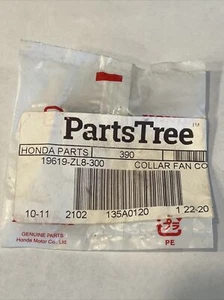 PartsTree
HONDA PARTS 390
19619-ZL8-300 COLLAR FAN CO
10-11 2102 135A0120 1 22-20
GENUINE PARTS
Honda Motor Co., Ltd.
PE